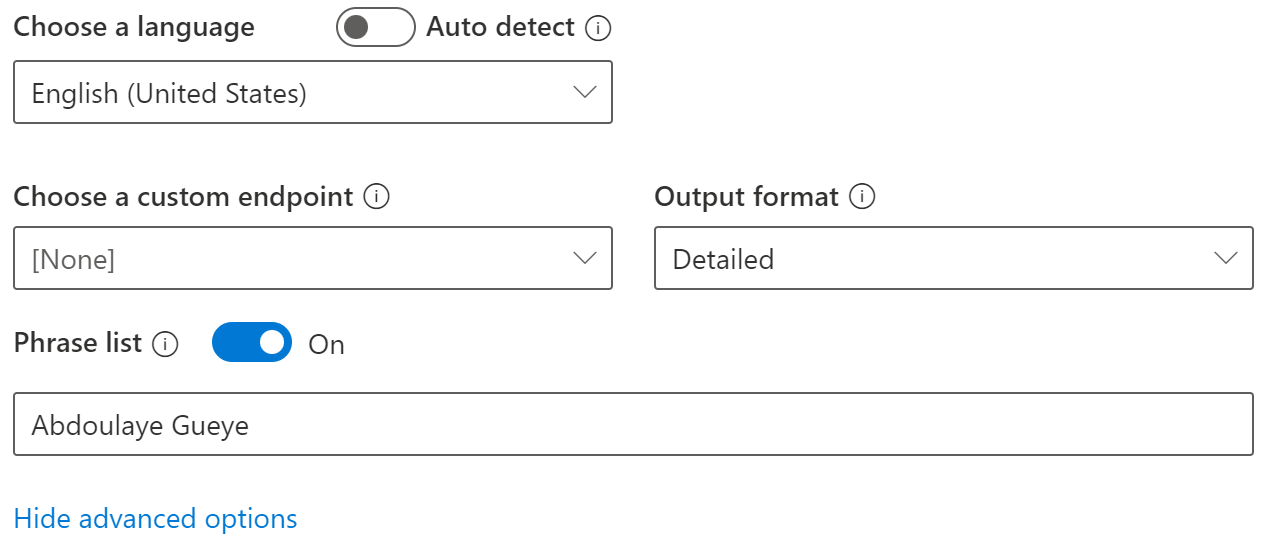 Choose a language Auto detect
English (United States)
Choose a custom endpoint Output format
[None] Detailed
Phrase list On
Abdoulaye Gueye
Hide advanced options